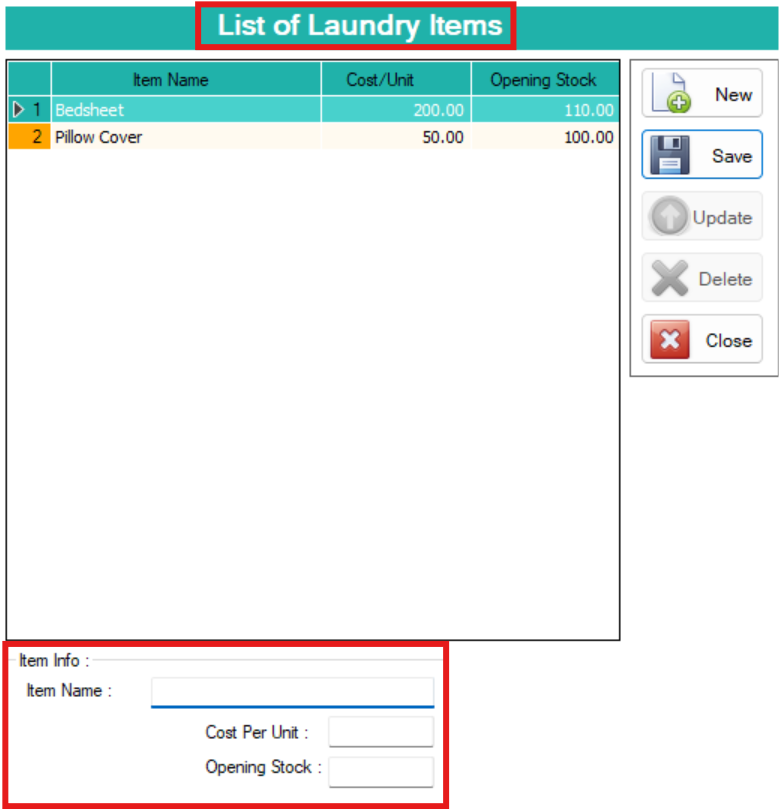 List of Laundry Items
Item Name Cost/Unit Opening Stock
1 Bedsheet 200.00 110.00
2 Pillow Cover 50.00 100.00
New
Save
Update
Delete
Close
Item Info :
Item Name :
Cost Per Unit :
Opening Stock :